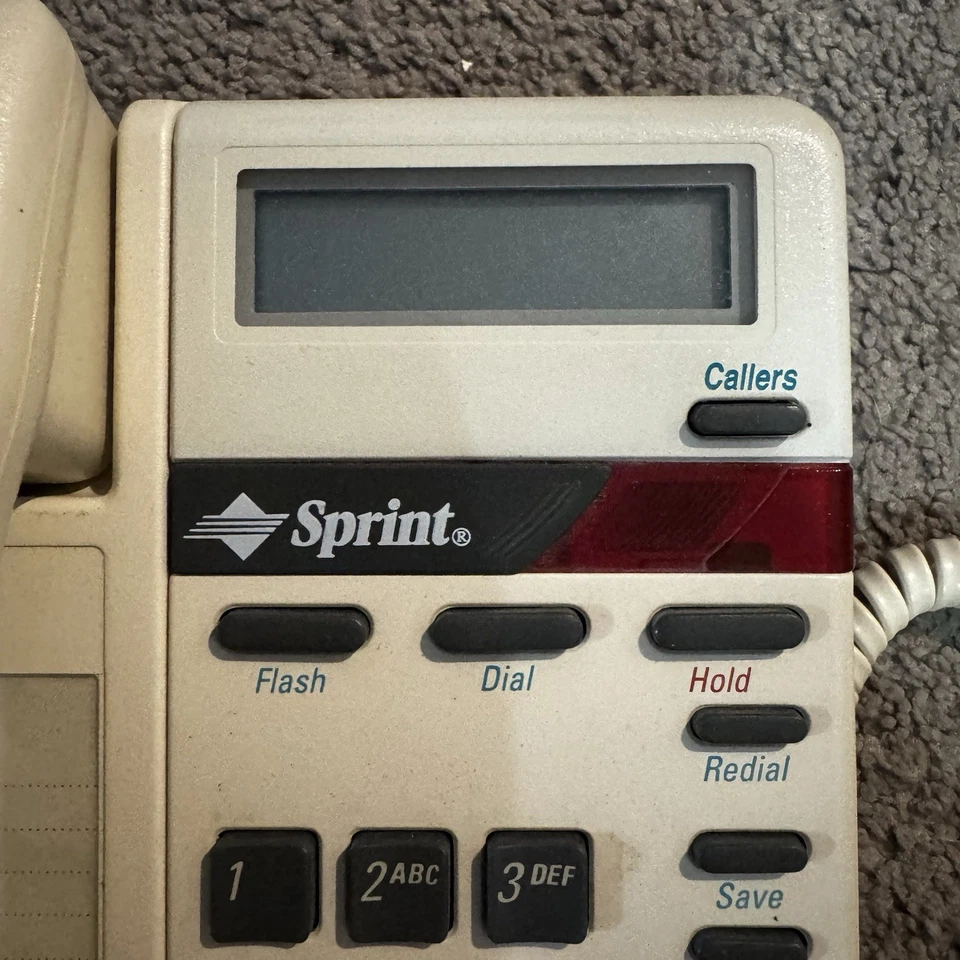 Callers
Sprint®
Flash Dial Hold
Redial
1 2ABC 3DEF
Save